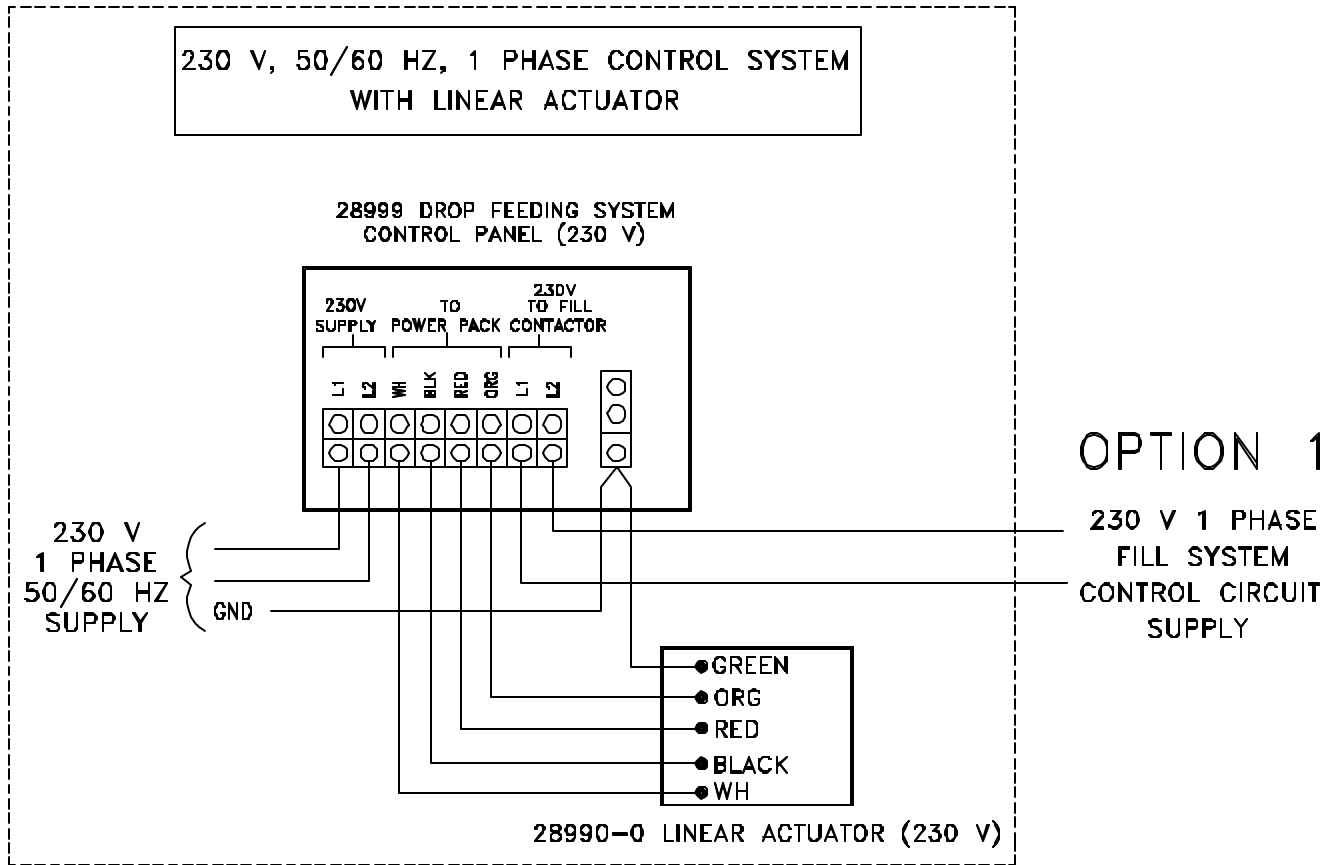 230 V, 50/60 HZ, 1 PHASE CONTROL SYSTEM
WITH LINEAR ACTUATOR
28999 DROP FEEDING SYSTEM
CONTROL PANEL (230 V)
230V
SUPPLY
TO
POWER PACK
230V
TO FILL
CONTACTOR
L1
L2
WH
BLK
RED
ORG
L1
L2
OPTION 1
230 V 1 PHASE
FILL SYSTEM
CONTROL CIRCUIT
SUPPLY
230 V
1 PHASE
50/60 HZ
SUPPLY
GND
GREEN
ORG
RED
BLACK
WH
28990-0 LINEAR ACTUATOR (230 V)